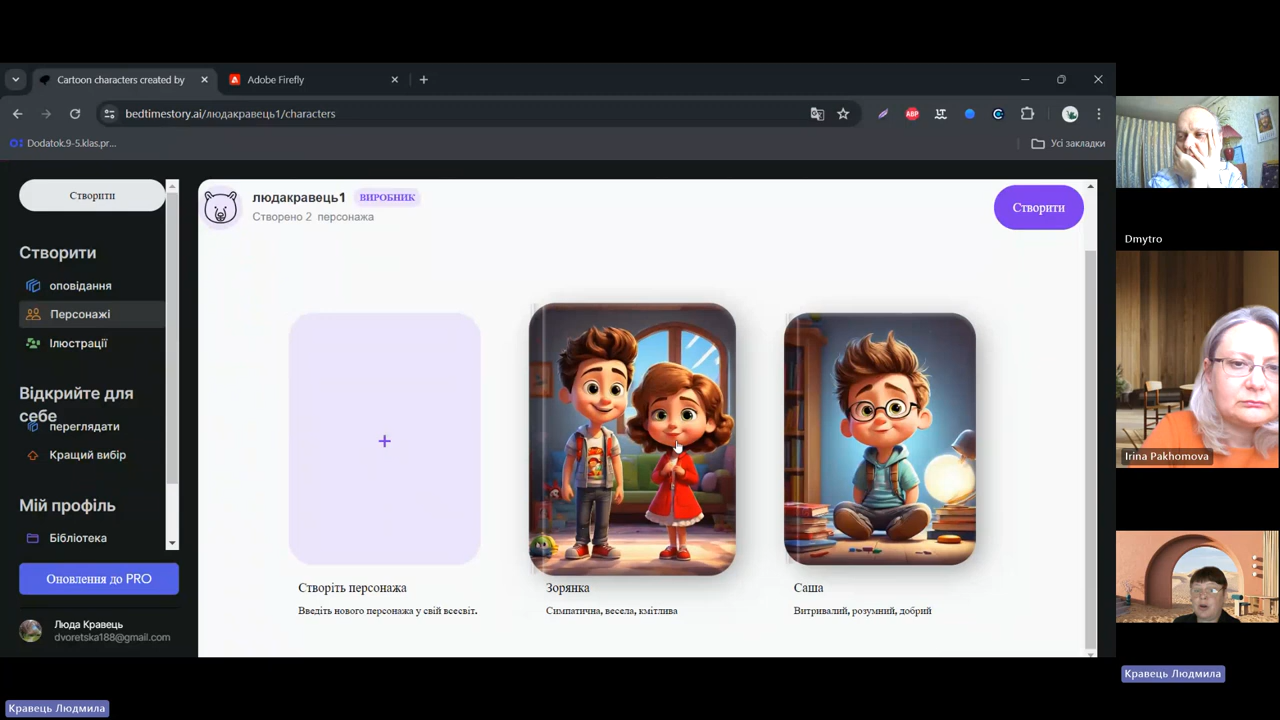 Cartoon characters created by
Adobe Firefly
bedtimestory.ai/людакравець1/characters
ABP
Dodatok.9-5.klas.pr...
Усі закладки
Створити
людакравець1 ВИРОБНИК
Створено 2 персонажа
Створити
Створити
оповідання
Персонажі
Ілюстрації
Відкрийте для
себе
переглядати
Кращий вибір
Мій профіль
Бібліотека
Оновлення до PRO
Люда Кравець
dvoretska188@gmail.com
Створіть персонажа
Введіть нового персонажа у свій всесвіт.
Зорянка
Симпатична, весела, кмітлива
Саша
Витривалий, розумний, добрий
Dmytro
Irina Pakhomova
Кравець Людмила
Кравець Людмила